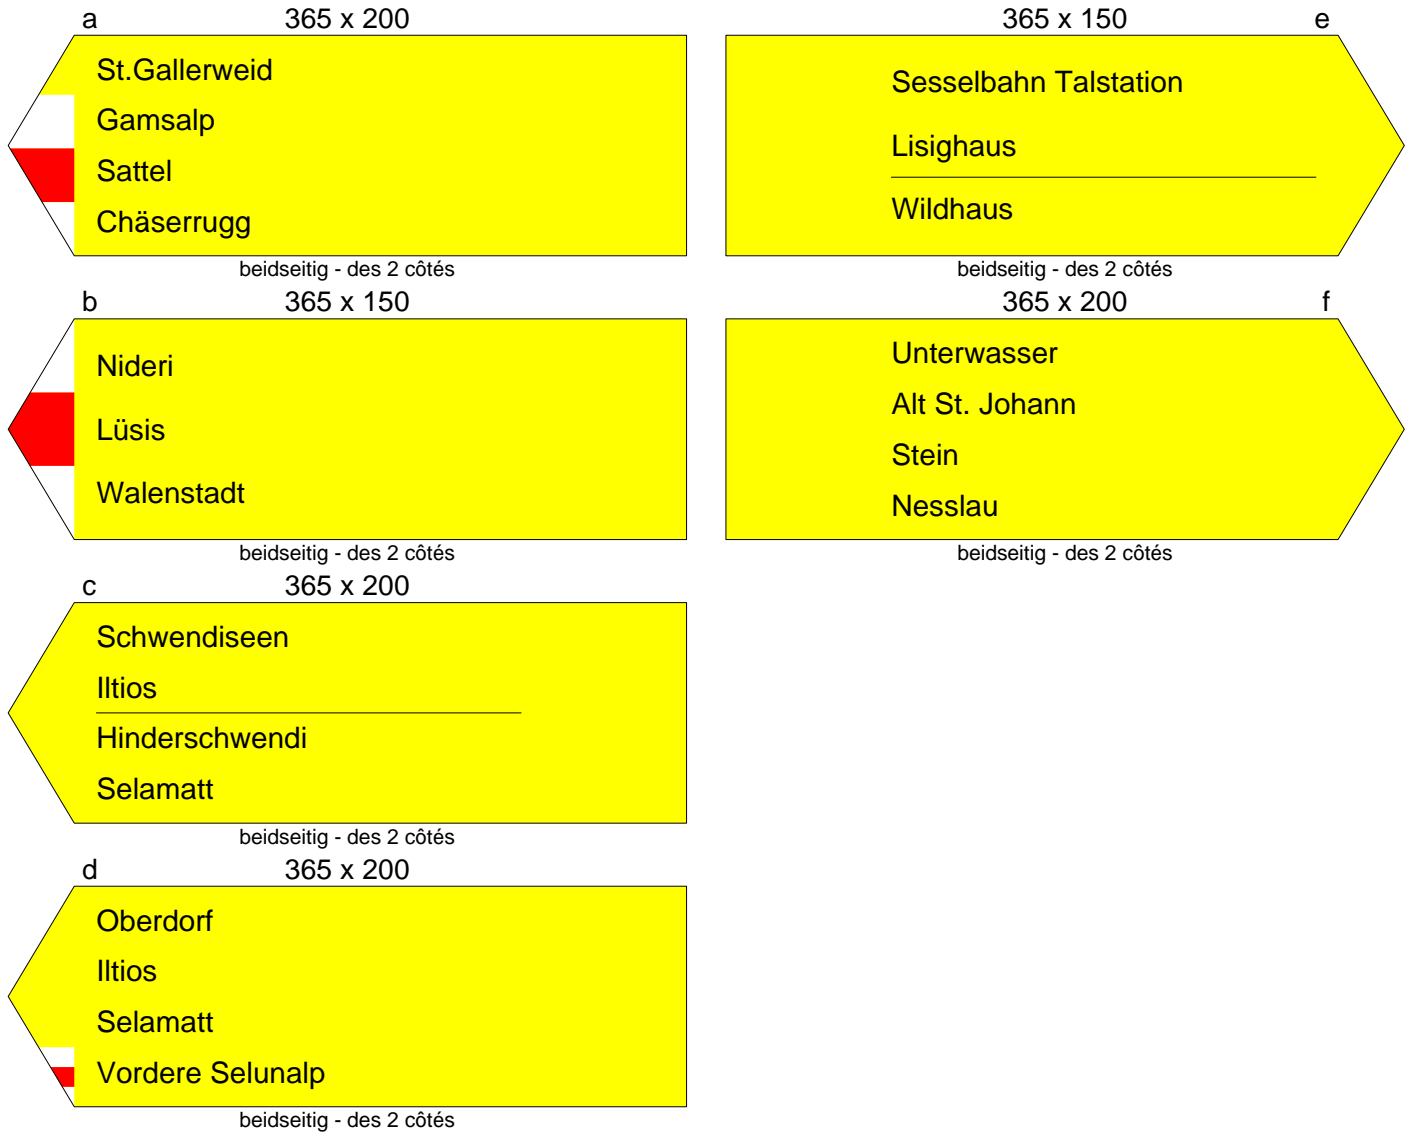 a 365 x 200
St.Gallerweid
Gamsalp
Sattel
Chäserrugg
beidseitig - des 2 côtés
b 365 x 150
Nideri
Lüsis
Walenstadt
beidseitig - des 2 côtés
c 365 x 200
Schwendiseen
Iltios
Hinderschwendi
Selamatt
beidseitig - des 2 côtés
d 365 x 200
Oberdorf
Iltios
Selamatt
Vordere Selunalp
beidseitig - des 2 côtés
365 x 150 e
Sesselbahn Talstation
Lisighaus
Wildhaus
beidseitig - des 2 côtés
365 x 200 f
Unterwasser
Alt St. Johann
Stein
Nesslau
beidseitig - des 2 côtés